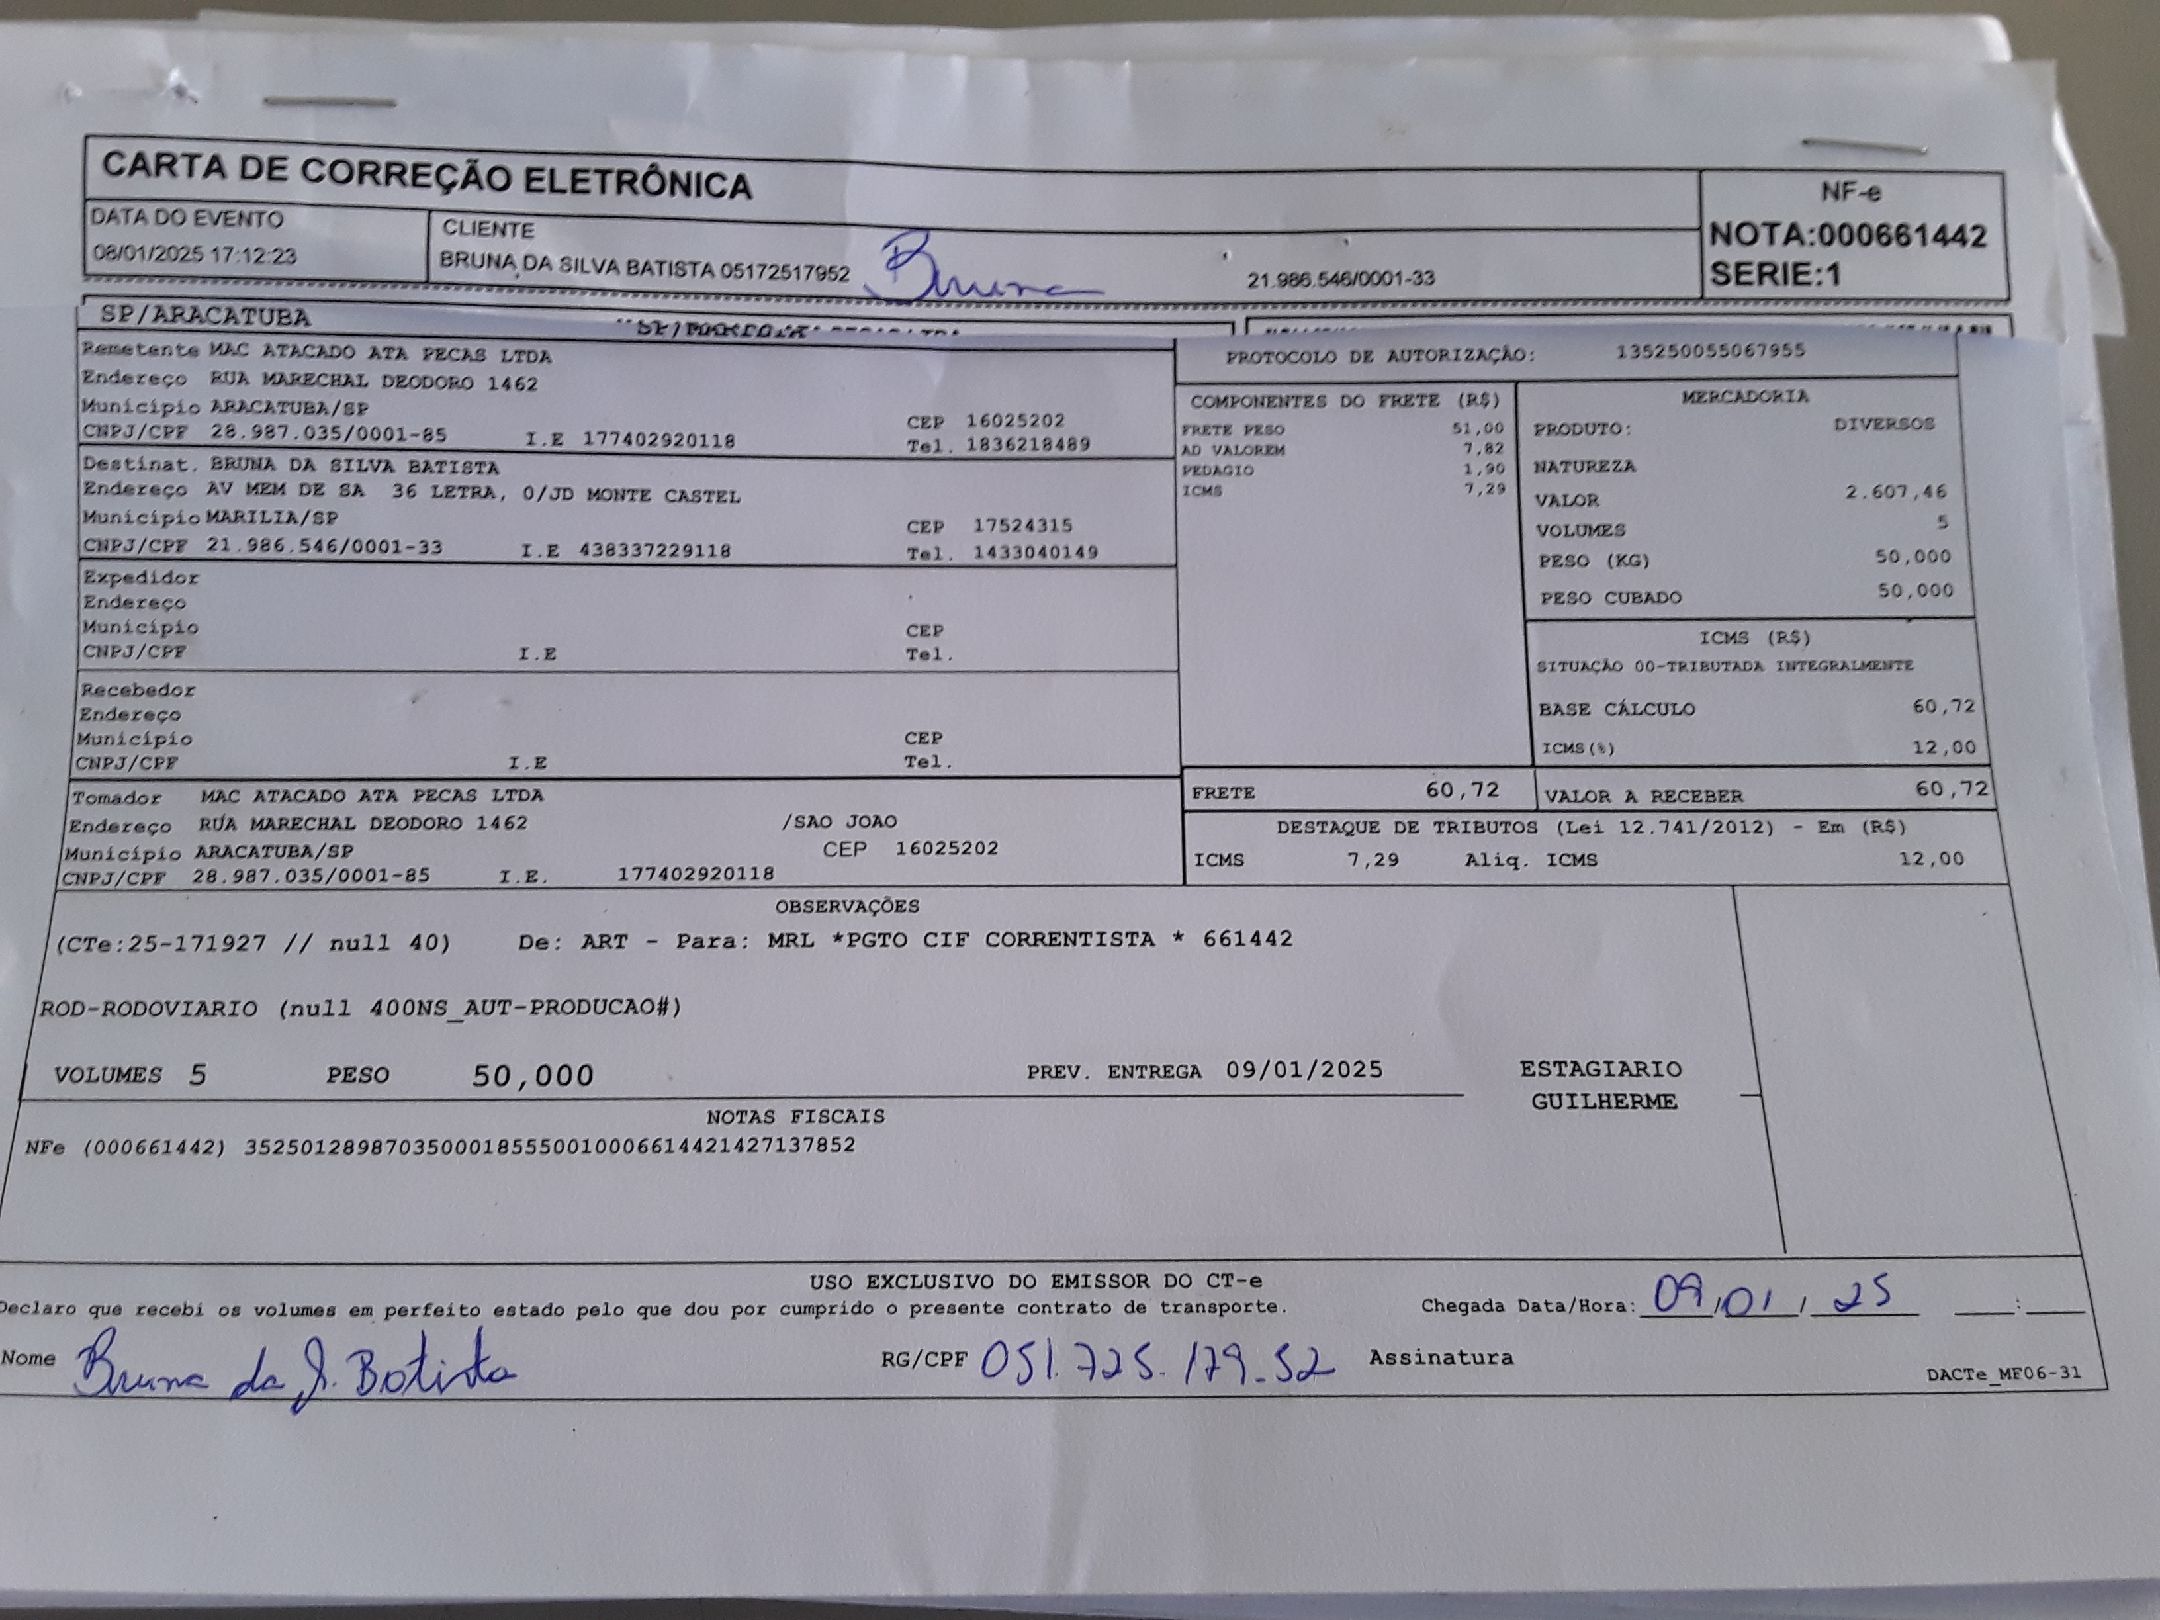 CARTA DE CORREÇÃO ELETRÔNICA
NF-e
NOTA:000661442
SERIE:1
DATA DO EVENTO
08/01/2025 17:12:23
CLIENTE
BRUNA DA SILVA BATISTA 05172517952 Bruna 21.986.546/0001-33
SP/ARACATUBA
Remetente MAC ATACADO ATA PECAS LTDA
Endereço RUA MARECHAL DEODORO 1462
Município ARACATUBA/SP CEP 16025202
CNPJ/CPF 28.987.035/0001-85 I.E 177402920118 Tel. 1836218489
Destinat. BRUNA DA SILVA BATISTA
Endereço AV MEM DE SA 36 LETRA, 0/JD MONTE CASTEL
Município MARILIA/SP CEP 17524315
CNPJ/CPF 21.986.546/0001-33 I.E 438337229118 Tel. 1433040149
Expedidor
Endereço
Município CEP
CNPJ/CPF I.E Tel.
Recebedor
Endereço
Município CEP
CNPJ/CPF I.E Tel.
Tomador MAC ATACADO ATA PECAS LTDA
Endereço RUA MARECHAL DEODORO 1462 /SAO JOAO
Município ARACATUBA/SP CEP 16025202
CNPJ/CPF 28.987.035/0001-85 I.E. 177402920118
PROTOCOLO DE AUTORIZAÇÃO: 135250055067955
COMPONENTES DO FRETE (R$)
FRETE PESO 51,00
AD VALOREM 7,82
PEDAGIO 1,90
ICMS 7,29
MERCADORIA
PRODUTO: DIVERSOS
NATUREZA
VALOR 2.607,46
VOLUMES 5
PESO (KG) 50,000
PESO CUBADO 50,000
ICMS (R$)
SITUAÇÃO 00-TRIBUTADA INTEGRALMENTE
BASE CÁLCULO 60,72
ICMS(%) 12,00
FRETE 60,72 VALOR A RECEBER 60,72
DESTAQUE DE TRIBUTOS (Lei 12.741/2012) - Em (R$)
ICMS 7,29 Aliq. ICMS 12,00
OBSERVAÇÕES
(CTe:25-171927 // null 40) De: ART - Para: MRL *PGTO CIF CORRENTISTA * 661442
ROD-RODOVIARIO (null 400NS_AUT-PRODUCAO#)
VOLUMES 5 PESO 50,000 PREV. ENTREGA 09/01/2025 ESTAGIARIO
GUILHERME
NOTAS FISCAIS
NFe (000661442) 35250128987035000185550010006614421427137852
USO EXCLUSIVO DO EMISSOR DO CT-e
Declaro que recebi os volumes em perfeito estado pelo que dou por cumprido o presente contrato de transporte. Chegada Data/Hora: 09/01/25 :
Nome Bruna da S. Batista RG/CPF 051.725.179-52 Assinatura
DACTe_MF06-31